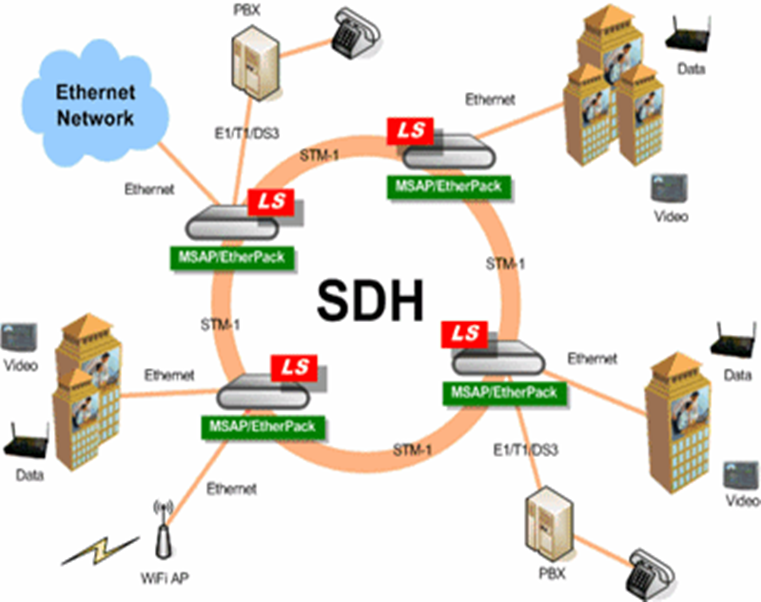 PBX
Ethernet
Network
E1/T1/DS3
Ethernet
STM-1
LS
MSAP/EtherPack
Ethernet
Data
Video
Ethernet
LS
MSAP/EtherPack
STM-1
SDH
STM-1
LS
MSAP/EtherPack
Ethernet
Data
Video
Video
Data
Ethernet
LS
MSAP/EtherPack
STM-1
E1/T1/DS3
Ethernet
WiFi AP
PBX